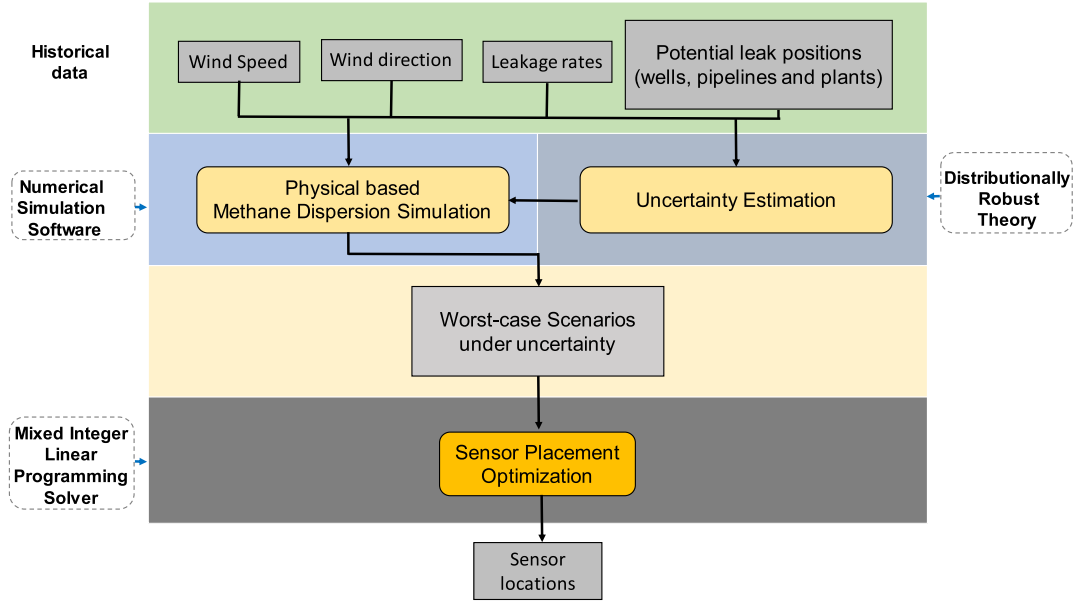 Historical
data
Wind Speed
Wind direction
Leakage rates
Potential leak positions
(wells, pipelines and plants)
Numerical
Simulation
Software
Physical based
Methane Dispersion Simulation
Uncertainty Estimation
Distributionally
Robust
Theory
Worst-case Scenarios
under uncertainty
Mixed Integer
Linear
Programming
Solver
Sensor Placement
Optimization
Sensor
locations